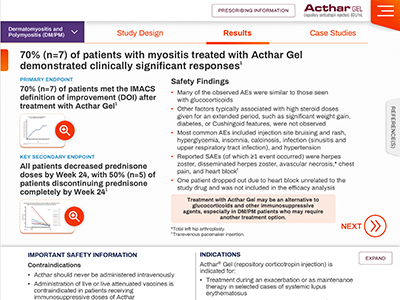 PRESCRIBING INFORMATION
Acthar GEL
(repository corticotropin injection) 80 U/mL
Dermatomyositis and
Polymyositis (DM/PM)
Study Design
Results
Case Studies
70% (n=7) of patients with myositis treated with Acthar Gel
demonstrated clinically significant responses¹
PRIMARY ENDPOINT
70% (n=7) of patients met the IMACS
definition of improvement (DOI) after
treatment with Acthar Gel¹
KEY SECONDARY ENDPOINT
All patients decreased prednisone
doses by Week 24, with 50% (n=5) of
patients discontinuing prednisone
completely by Week 24¹
Safety Findings
• Many of the observed AEs were similar to those seen
with glucocorticoids
• Other factors typically associated with high steroid doses
given for an extended period, such as significant weight gain,
diabetes, or Cushingoid features, were not observed
• Most common AEs included injection site bruising and rash,
hyperglycemia, insomnia, calcinosis, infection (sinusitis and
upper respiratory tract infection), and hypertension
• Reported SAEs (of which 21 event occurred) were herpes
zoster, disseminated herpes zoster, avascular necrosis,* chest
pain, and heart block†
• One patient dropped out due to heart block unrelated to the
study drug and was not included in the efficacy analysis
Treatment with Acthar Gel may be an alternative to
glucocorticoids and other immunosuppressive
agents, especially in DM/PM patients who may require
another treatment option.
*Total left hip arthroplasty.
†Transvenous pacemaker insertion.
NEXT
REFERENCE(S)
IMPORTANT SAFETY INFORMATION
Contraindications
• Acthar should never be administered intravenously
• Administration of live or live attenuated vaccines is
contraindicated in patients receiving
immunosuppressive doses of Acthar
INDICATIONS
Acthar® Gel (repository corticotropin injection) is
indicated for:
• Treatment during an exacerbation or as maintenance
therapy in selected cases of systemic lupus
erythematosus
EXPAND